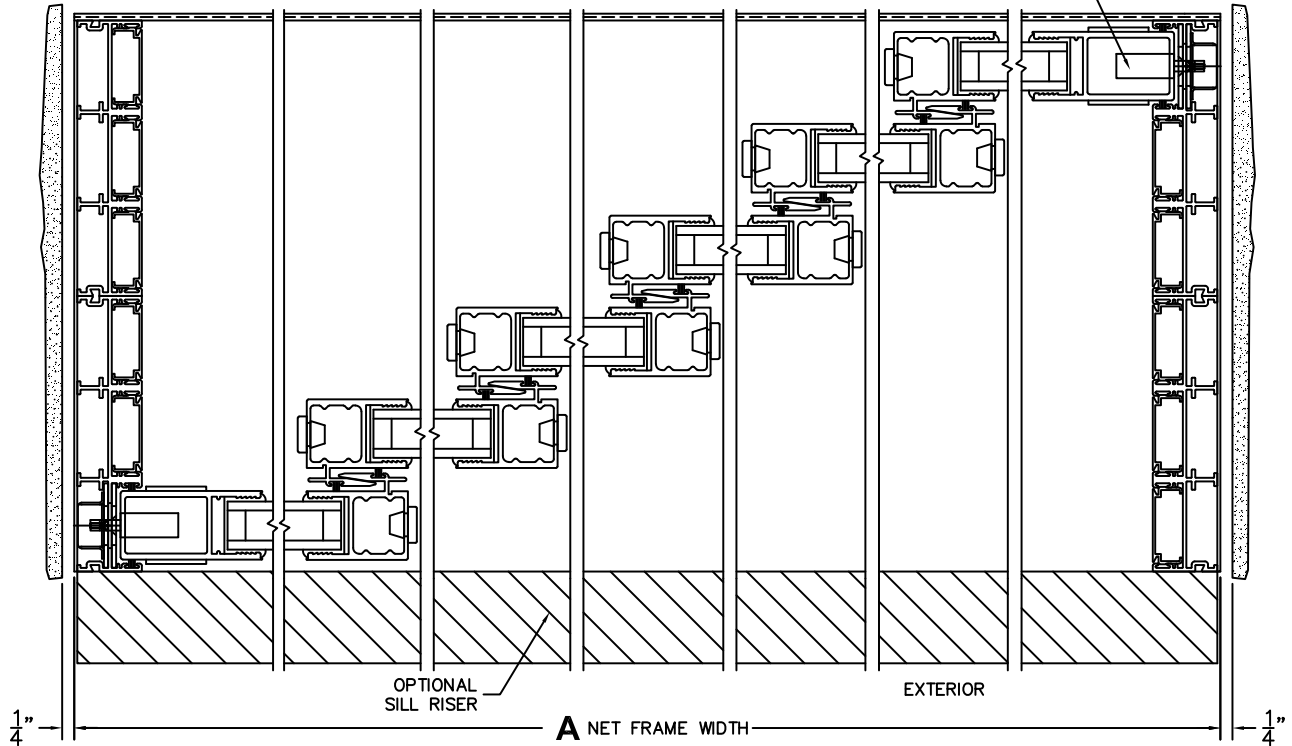 OPTIONAL
SILL RISER
EXTERIOR
1/4"
A NET FRAME WIDTH
1/4"